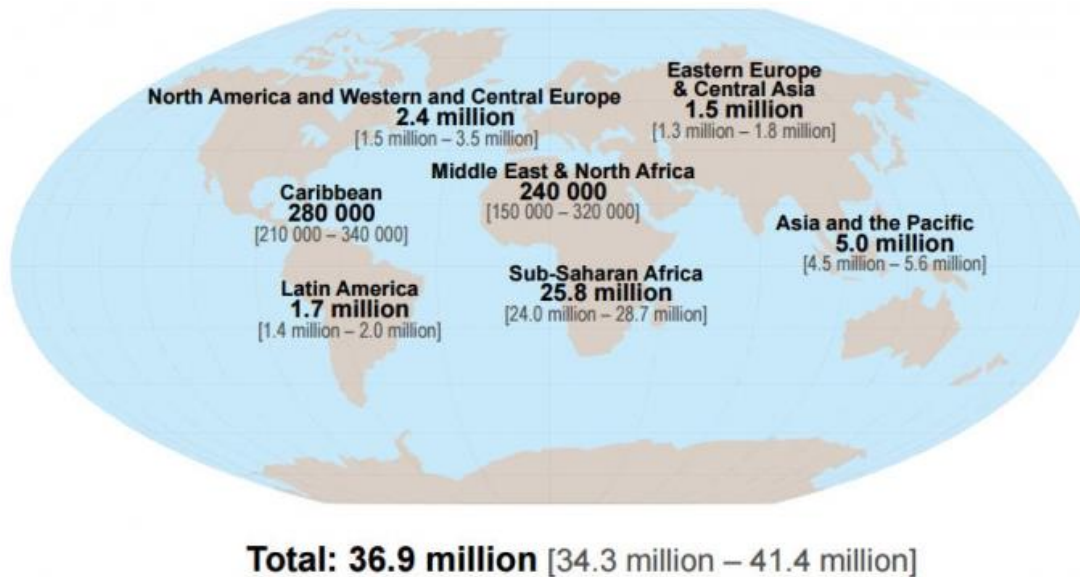 North America and Western and Central Europe
2.4 million
[1.5 million – 3.5 million]
Eastern Europe
& Central Asia
1.5 million
[1.3 million – 1.8 million]
Middle East & North Africa
240 000
[150 000 – 320 000]
Caribbean
280 000
[210 000 – 340 000]
Asia and the Pacific
5.0 million
[4.5 million – 5.6 million]
Sub-Saharan Africa
25.8 million
[24.0 million – 28.7 million]
Latin America
1.7 million
[1.4 million – 2.0 million]
Total: 36.9 million [34.3 million – 41.4 million]